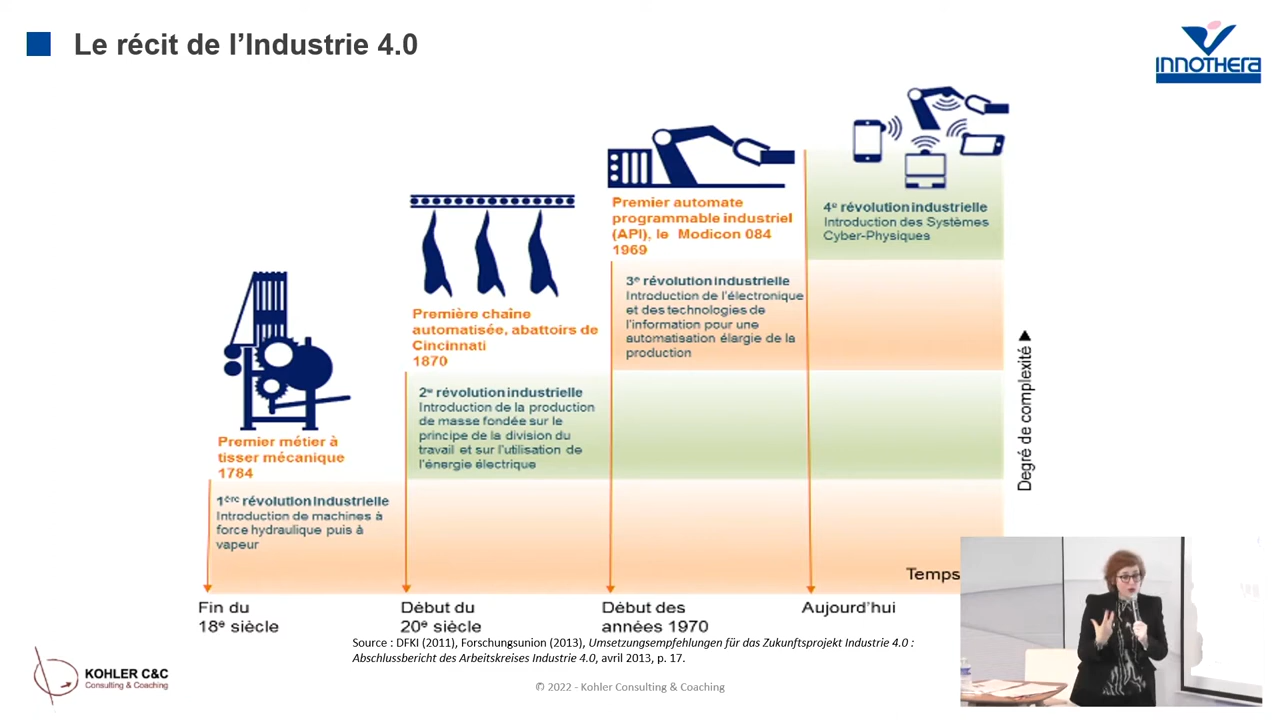 Le récit de l’Industrie 4.0
INNOTHERA
4e révolution industrielle
Introduction des Systèmes
Cyber-Physiques
Premier automate
programmable industriel
(API), le Modicon 084
1969
3e révolution industrielle
Introduction de l’électronique
et des technologies de
l’information pour une
automatisation élargie de la
production
Première chaîne
automatisée, abattoirs de
Cincinnati
1870
2e révolution industrielle
Introduction de la production
de masse fondée sur le
principe de la division du
travail et sur l’utilisation de
l’énergie électrique
Premier métier à
tisser mécanique
1784
1ère révolution industrielle
Introduction de machines à
force hydraulique puis à
vapeur
Degré de complexité
Temps
Fin du
18e siècle
Début du
20e siècle
Début des
années 1970
Aujourd’hui
Source : DFKI (2011), Forschungsunion (2013), Umsetzungsempfehlungen für das Zukunftsprojekt Industrie 4.0 :
Abschlussbericht des Arbeitskreises Industrie 4.0, avril 2013, p. 17.
KOHLER C&C
Consulting & Coaching
© 2022 - Kohler Consulting & Coaching